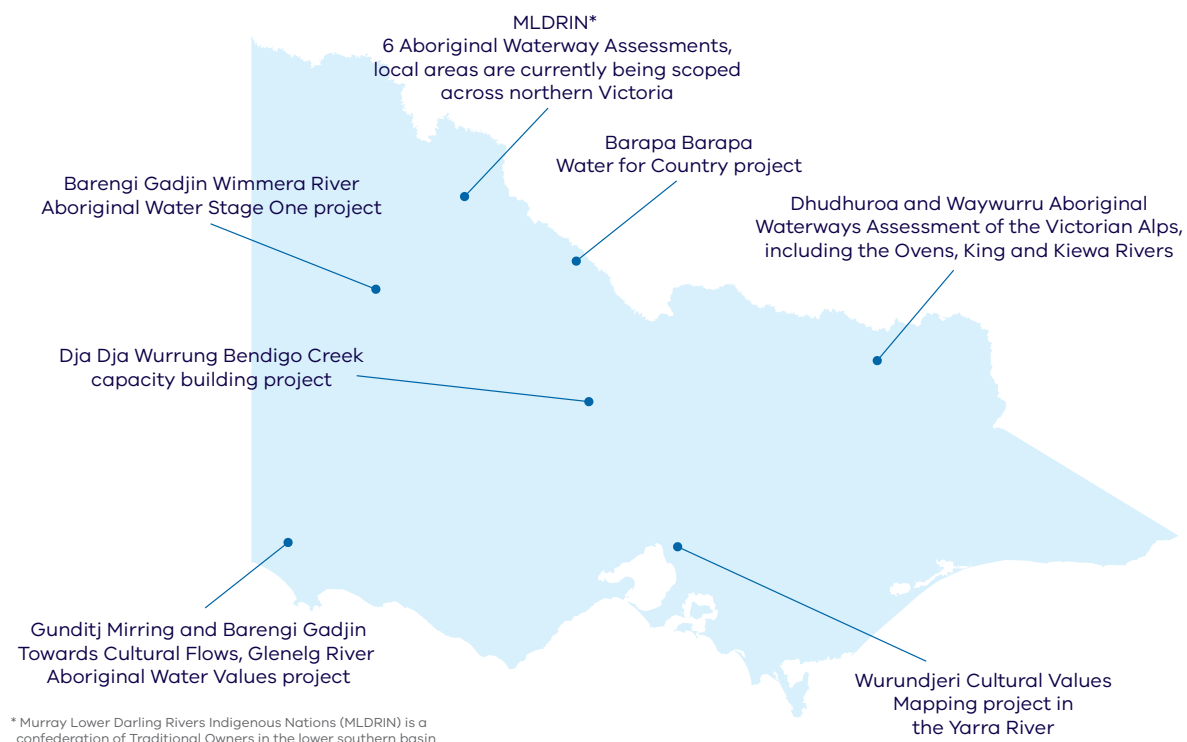 MLDRIN*
6 Aboriginal Waterway Assessments,
local areas are currently being scoped
across northern Victoria
Barapa Barapa
Water for Country project
Barengi Gadjin Wimmera River
Aboriginal Water Stage One project
Dhudhuroa and Waywurru Aboriginal
Waterways Assessment of the Victorian Alps,
including the Ovens, King and Kiewa Rivers
Dja Dja Wurrung Bendigo Creek
capacity building project
Gunditj Mirring and Barengi Gadjin
Towards Cultural Flows, Glenelg River
Aboriginal Water Values project
Wurundjeri Cultural Values
Mapping project in
the Yarra River
* Murray Lower Darling Rivers Indigenous Nations (MLDRIN) is a
confederation of Traditional Owners in the lower southern basin